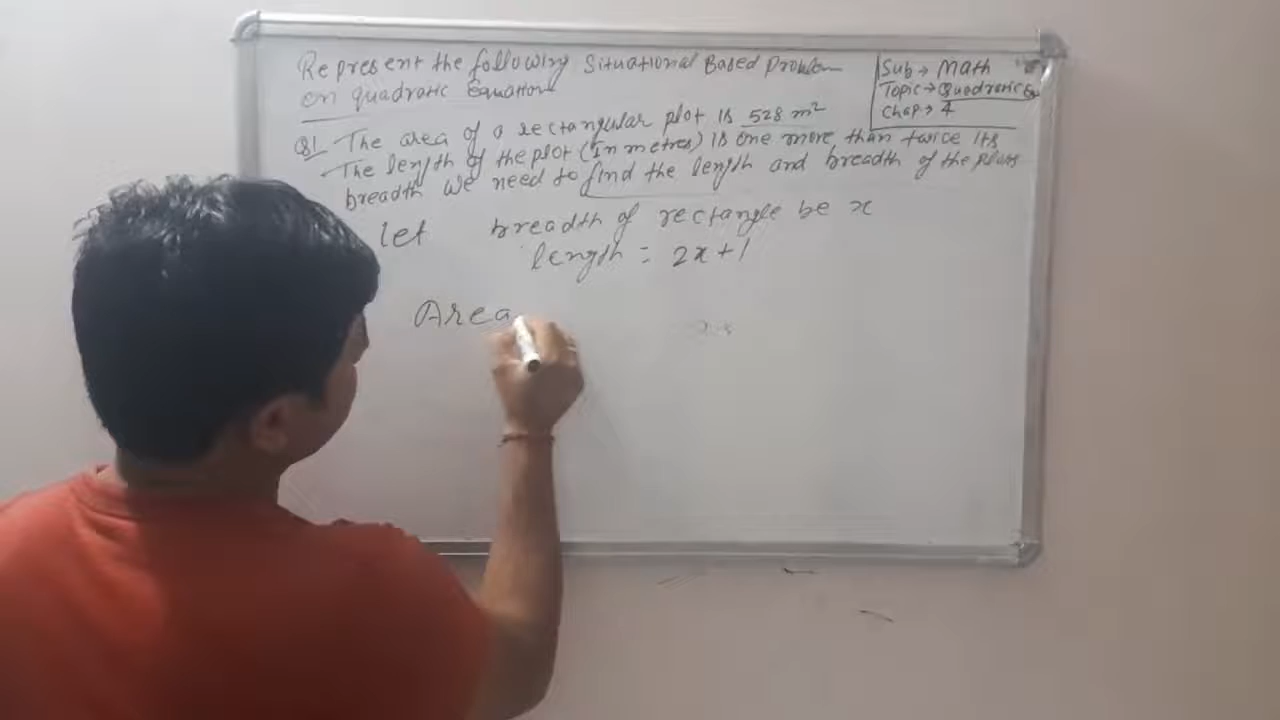 Represent the following Situational Based Problem
on quadratic Equation
Sub → Math
Topic → Quadratic Eq
Chap → 4
Q1 The area of a rectangular plot is 528 m²
The length of the plot (In metres) is one more than twice its
breadth We need to find the length and breadth of the plot
Let breadth of rectangle be x
length = 2x+1
Area